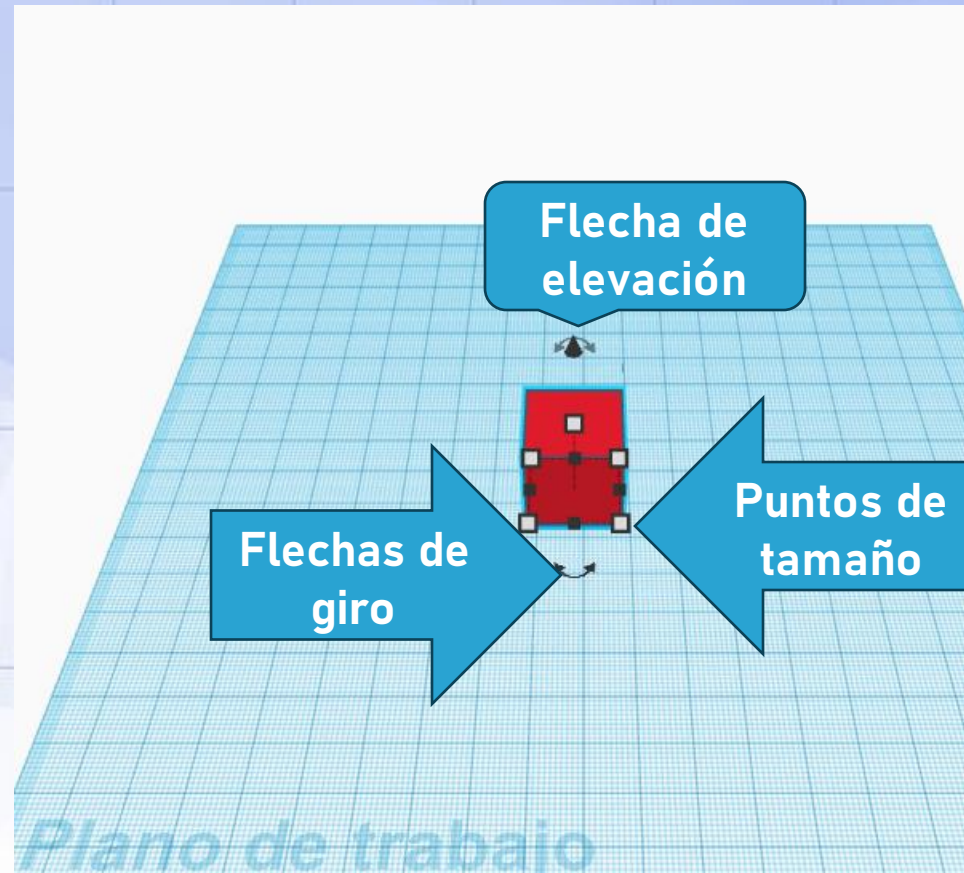 Flecha de
elevación
Flechas de
giro
Puntos de
tamaño
Plano de trabajo